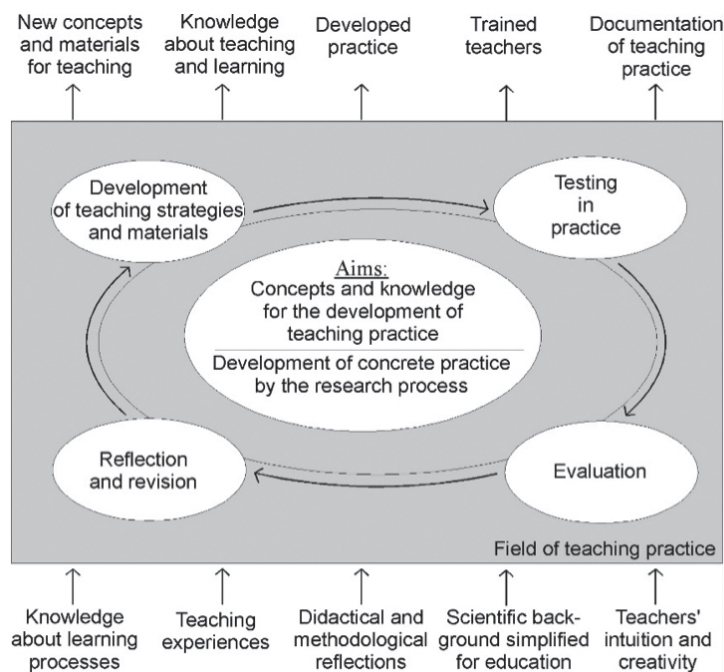 New concepts
and materials
for teaching
Knowledge
about teaching
and learning
Developed
practice
Trained
teachers
Documentation
of teaching
practice
Development
of teaching strategies
and materials
Testing
in
practice
Aims:
Concepts and knowledge
for the development of
teaching practice
Development of concrete practice
by the research process
Reflection
and revision
Evaluation
Field of teaching practice
Knowledge
about learning
processes
Teaching
experiences
Didactical and
methodological
reflections
Scientific back-
ground simplified
for education
Teachers'
intuition and
creativity